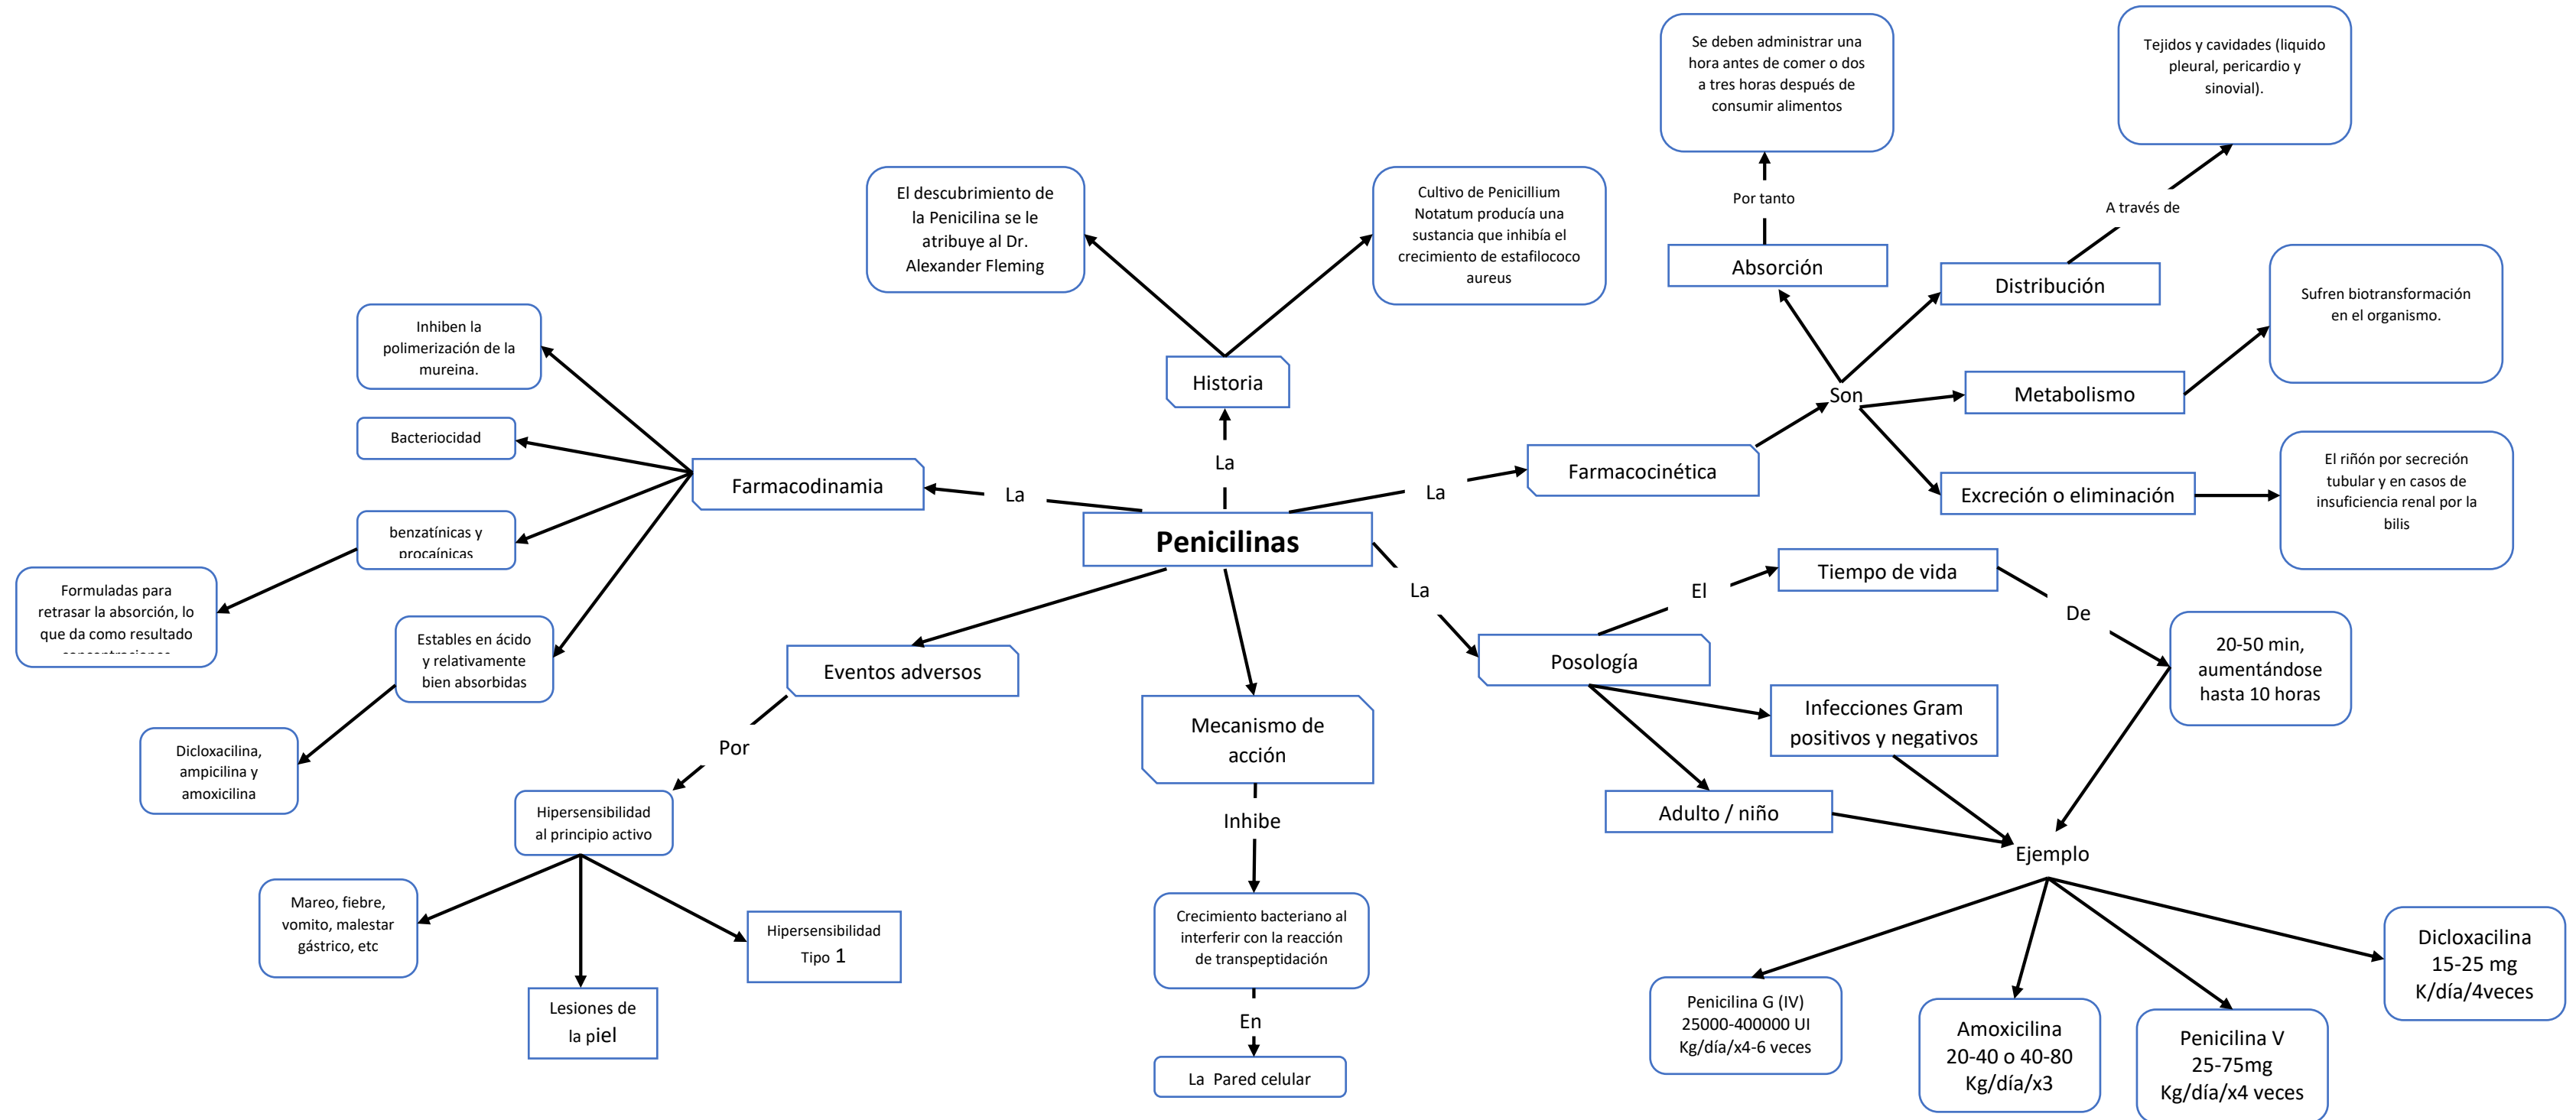 Se deben administrar una
hora antes de comer o dos
a tres horas después de
consumir alimentos
Tejidos y cavidades (liquido
pleural, pericardio y
sinovial).
Por tanto
A través de
El descubrimiento de
la Penicilina se le
atribuye al Dr.
Alexander Fleming
Cultivo de Penicillium
Notatum producía una
sustancia que inhibía el
crecimiento de estafilococo
aureus
Absorción
Distribución
Sufren biotransformación
en el organismo.
Inhiben la
polimerización de la
mureina.
Historia
Son
Metabolismo
Bacteriocidad
Farmacodinamia
La
La
La
Farmacocinética
Excreción o eliminación
El riñón por secreción
tubular y en casos de
insuficiencia renal por la
bilis
benzatínicas y
procaínicas
Penicilinas
Formuladas para
retrasar la absorción, lo
que da como resultado
Estables en ácido
y relativamente
bien absorbidas
La
El
Tiempo de vida
De
20-50 min,
aumentándose
hasta 10 horas
Eventos adversos
Posología
Mecanismo de
acción
Infecciones Gram
positivos y negativos
Dicloxacilina,
ampicilina y
amoxicilina
Por
Hipersensibilidad
al principio activo
Inhibe
Adulto / niño
Ejemplo
Mareo, fiebre,
vomito, malestar
gástrico, etc
Hipersensibilidad
Tipo 1
Lesiones de
la piel
Crecimiento bacteriano al
interferir con la reacción
de transpeptidación
En
La Pared celular
Penicilina G (IV)
25000-400000 UI
Kg/día/x4-6 veces
Amoxicilina
20-40 o 40-80
Kg/día/x3
Penicilina V
25-75mg
Kg/día/x4 veces
Dicloxacilina
15-25 mg
K/día/4veces